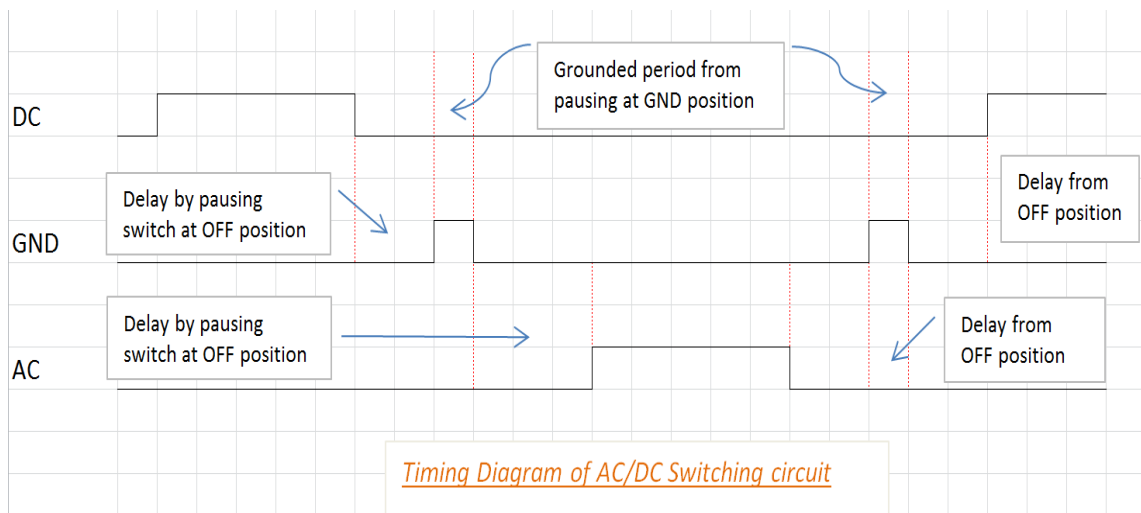 Grounded period from
pausing at GND position
DC
Delay by pausing
switch at OFF position
Delay from
OFF position
GND
Delay by pausing
switch at OFF position
Delay from
OFF position
AC
Timing Diagram of AC/DC Switching circuit